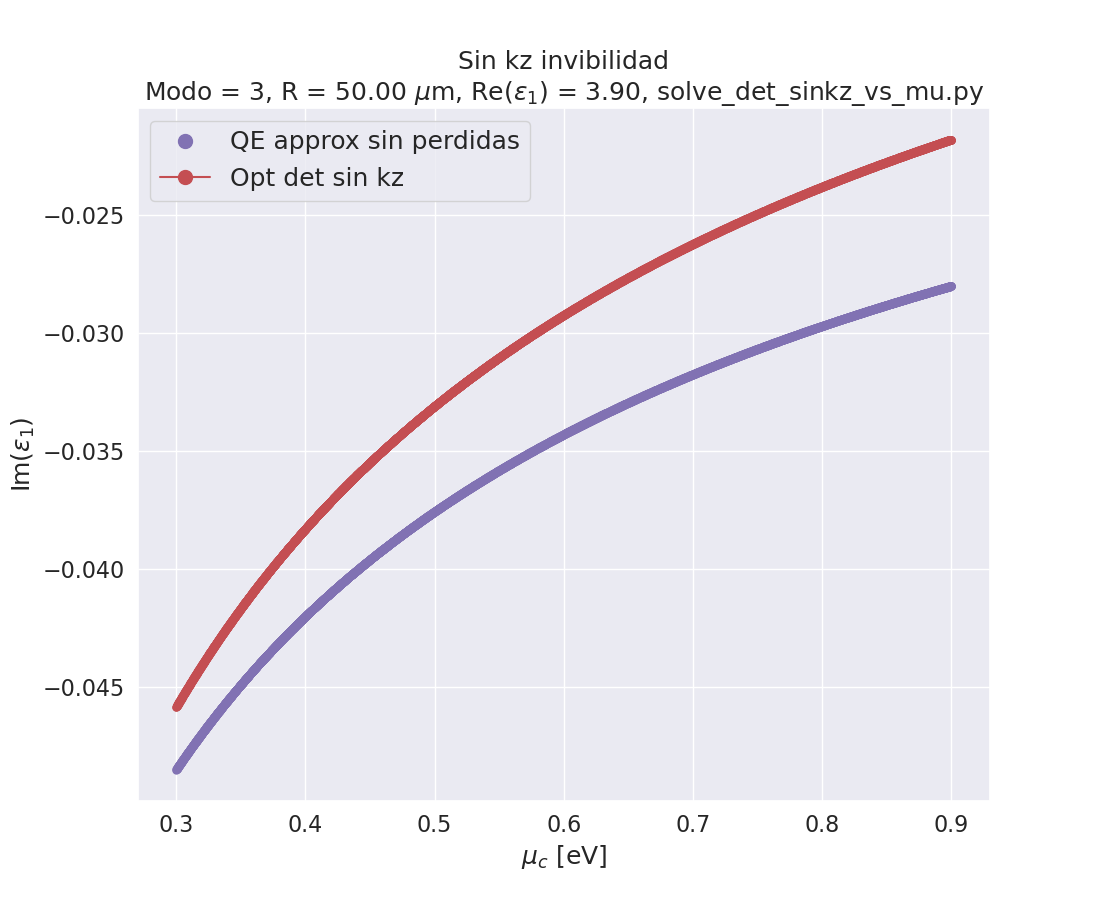 Sin kz invibilidad
Modo = 3, R = 50.00 μm, Re(ε₁) = 3.90, solve_det_sinkz_vs_mu.py
QE approx sin perdidas
Opt det sin kz
−0.025
−0.030
−0.035
−0.040
−0.045
Im(ε₁)
0.3 0.4 0.5 0.6 0.7 0.8 0.9
μ_c [eV]